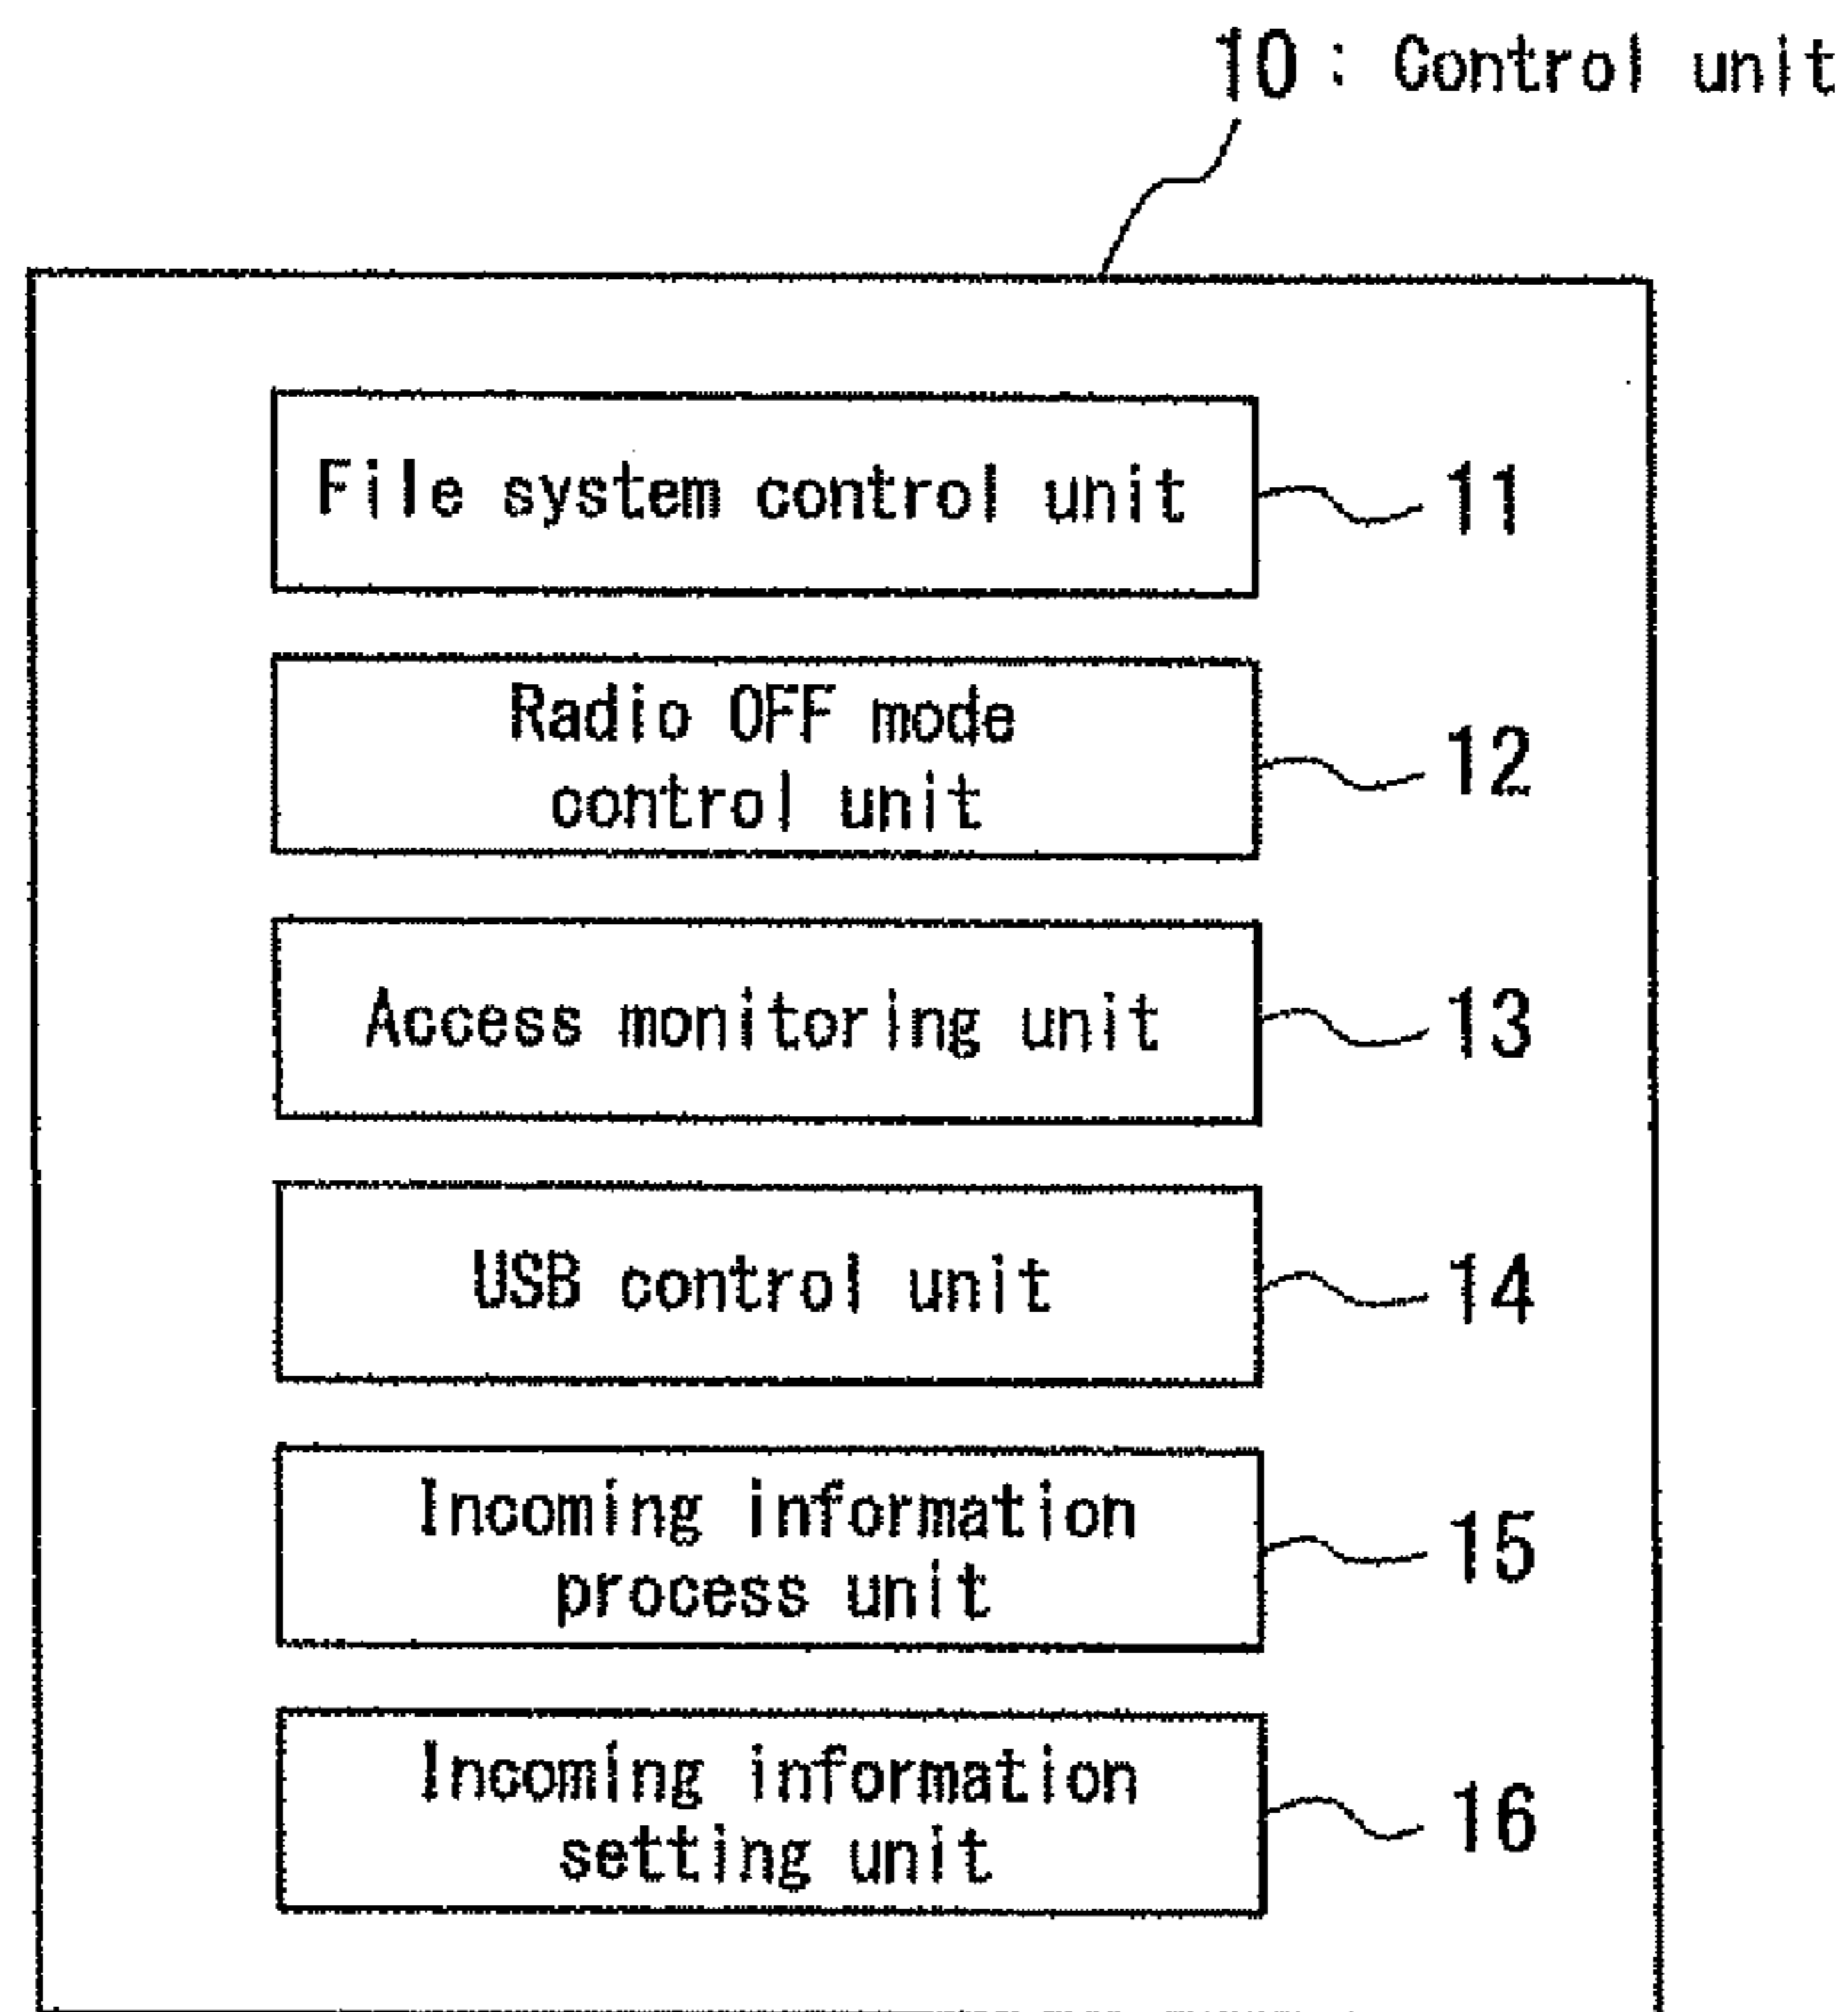 10 : Control unit
File system control unit
11
Radio OFF mode
control unit
12
Access monitoring unit
13
USB control unit
14
Incoming information
process unit
15
Incoming information
setting unit
16